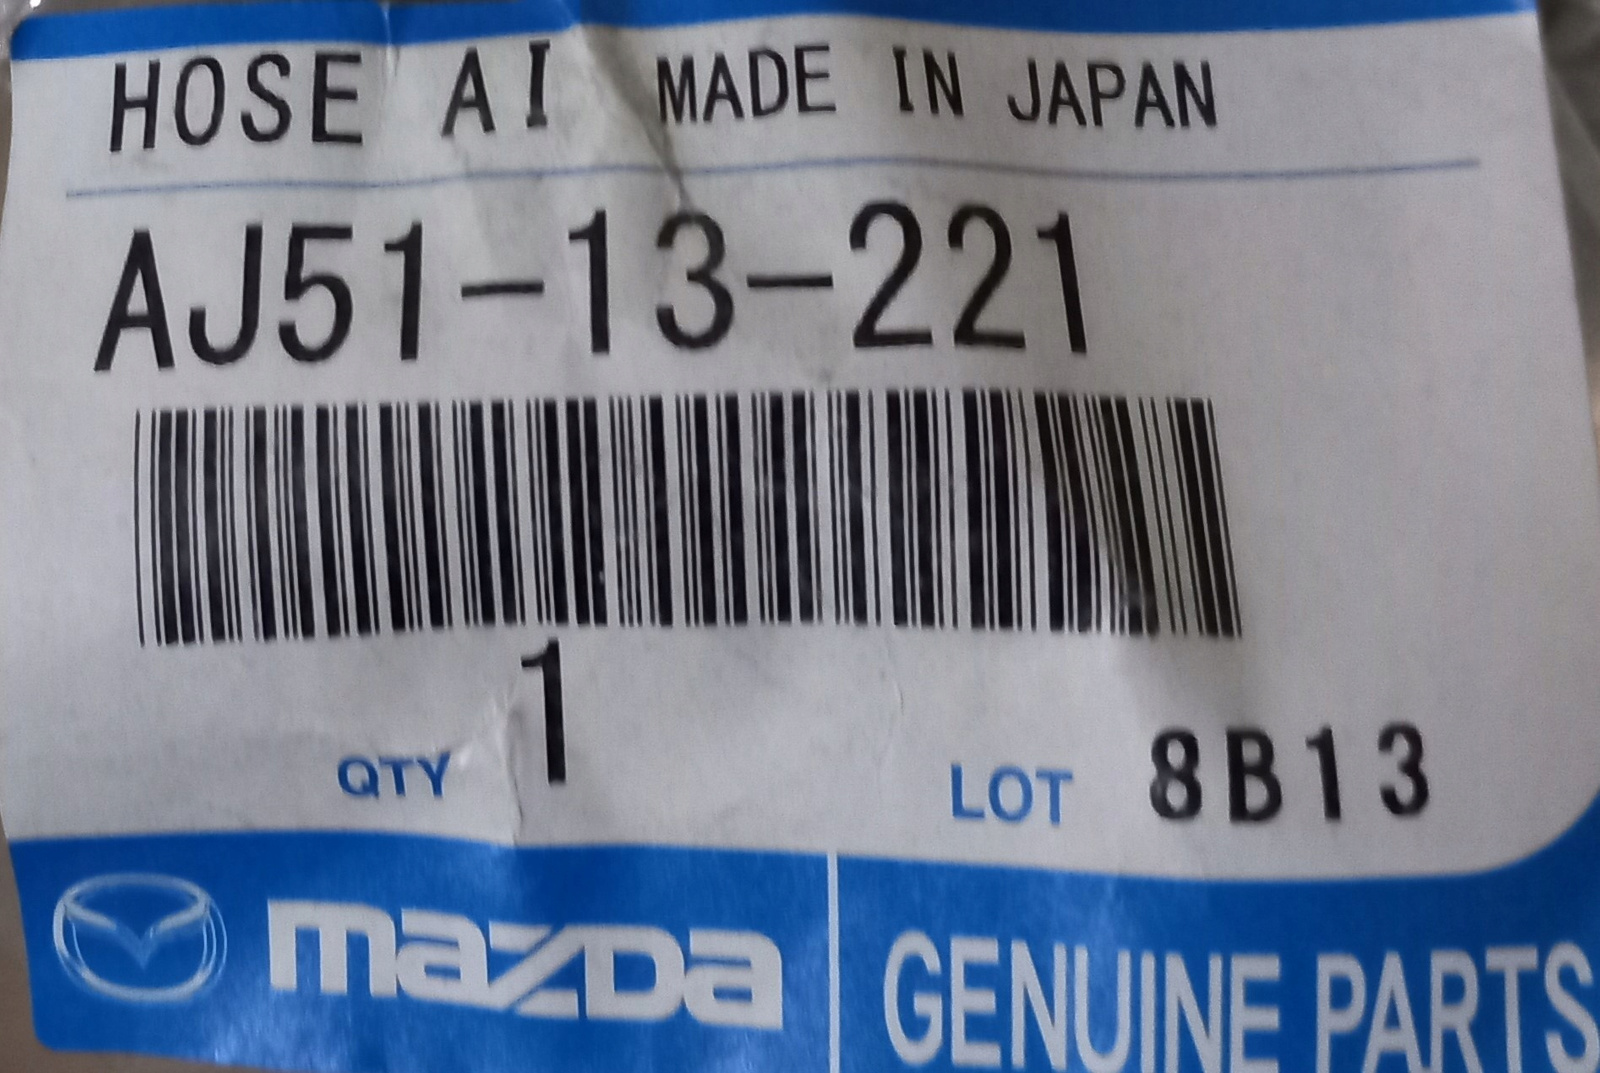 HOSE AI MADE IN JAPAN
AJ51-13-221
QTY 1 LOT 8B13
mazda GENUINE PARTS